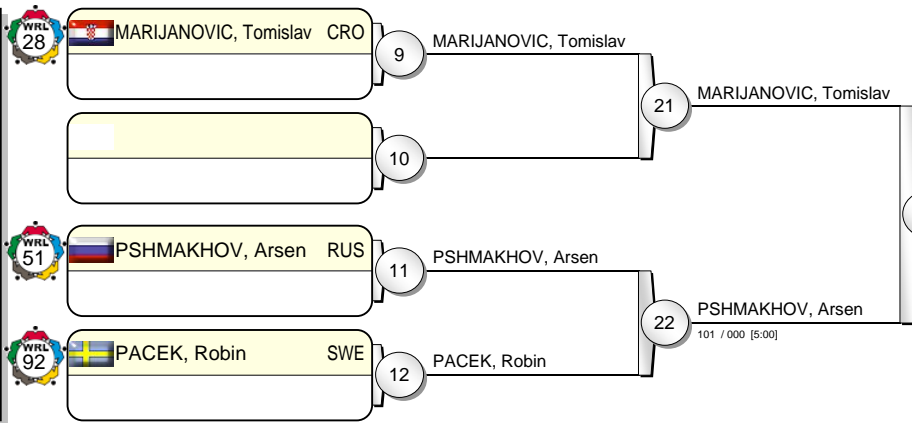 WRL
28
MARIJANOVIC, Tomislav CRO
9
MARIJANOVIC, Tomislav
21
MARIJANOVIC, Tomislav
10
WRL
51
PSHMAKHOV, Arsen RUS
11
PSHMAKHOV, Arsen
22
PSHMAKHOV, Arsen
101 / 000 [5:00]
WRL
92
PACEK, Robin SWE
12
PACEK, Robin